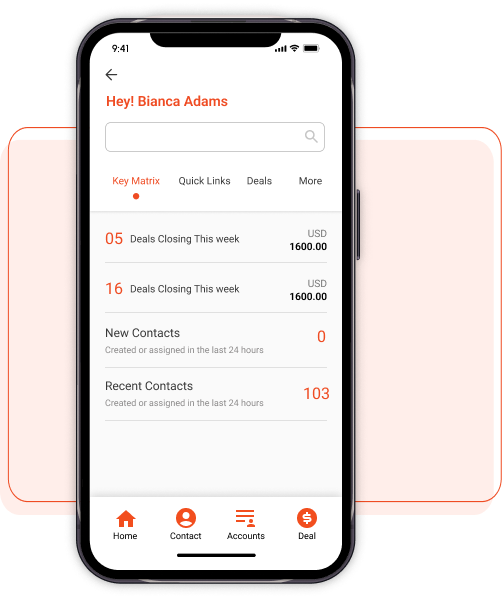 9:41
Hey! Bianca Adams
Key Matrix Quick Links Deals More
05 Deals Closing This week USD
1600.00
16 Deals Closing This week USD
1600.00
New Contacts 0
Created or assigned in the last 24 hours
Recent Contacts 103
Created or assigned in the last 24 hours
Home Contact Accounts Deal